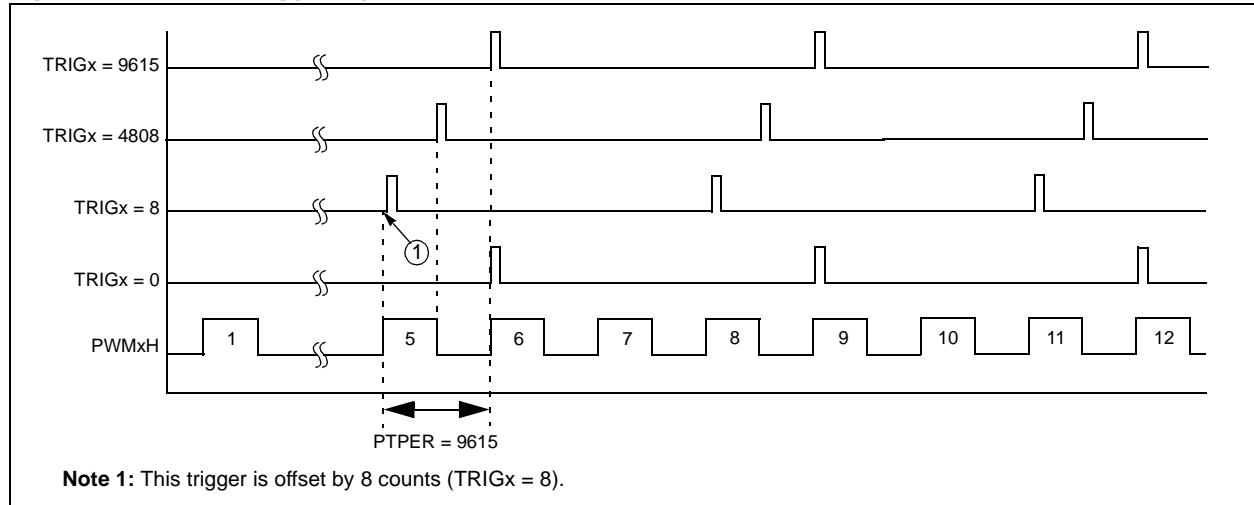 TRIGx = 9615
TRIGx = 4808
TRIGx = 8
1
TRIGx = 0
PWMxH
1 5 6 7 8 9 10 11 12
PTPER = 9615
Note 1: This trigger is offset by 8 counts (TRIGx = 8).